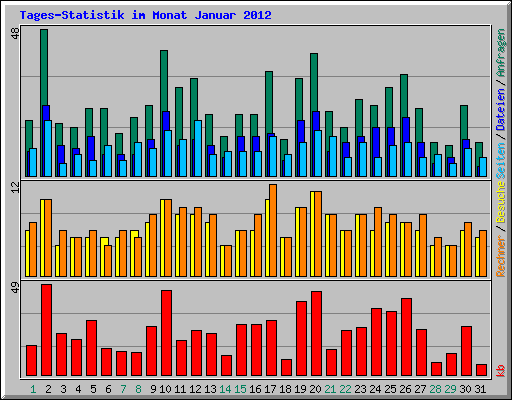 Tages-Statistik im Monat Januar 2012
48
12
49
Rechner / Besuche Seiten / Dateien / Anfragen
kb
1 2 3 4 5 6 7 8 9 10 11 12 13 14 15 16 17 18 19 20 21 22 23 24 25 26 27 28 29 30 31